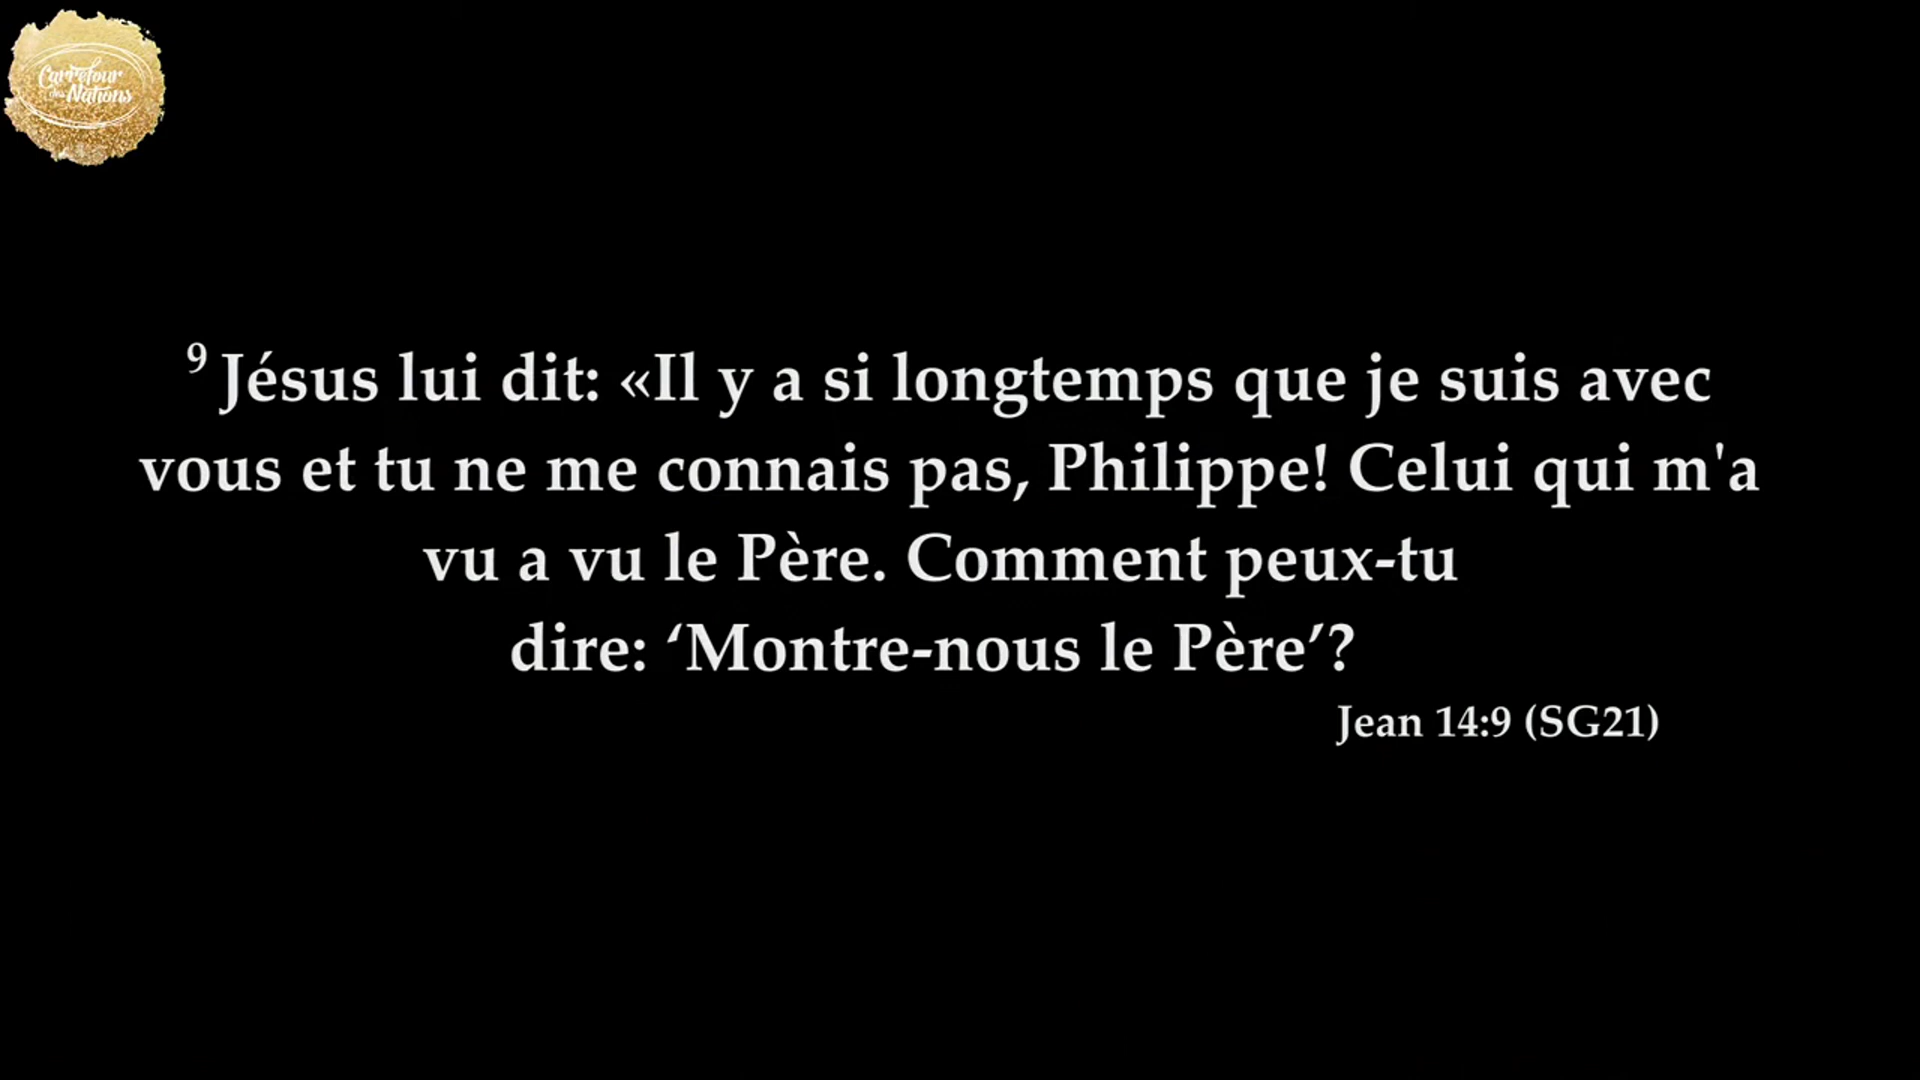 Carrefour
des Nations
⁹ Jésus lui dit: «Il y a si longtemps que je suis avec
vous et tu ne me connais pas, Philippe! Celui qui m'a
vu a vu le Père. Comment peux-tu
dire: ‘Montre-nous le Père’?
Jean 14:9 (SG21)